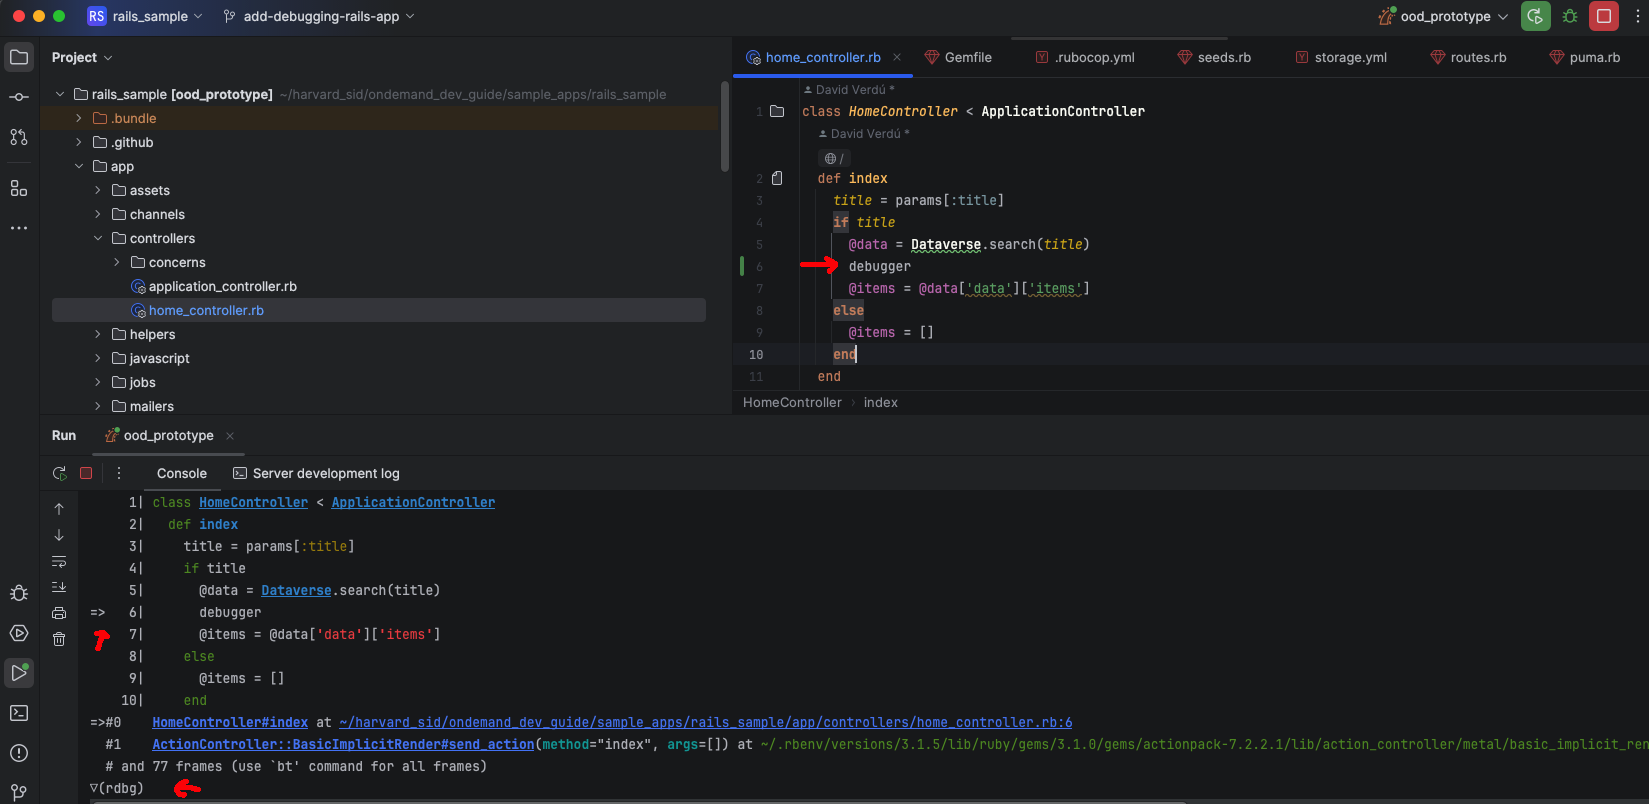 RS rails_sample add-debugging-rails-app ood_prototype
Project
rails_sample [ood_prototype] ~/harvard_sid/ondemand_dev_guide/sample_apps/rails_sample
.bundle
.github
app
assets
channels
controllers
concerns
application_controller.rb
home_controller.rb
helpers
javascript
jobs
mailers
home_controller.rb Gemfile .rubocop.yml seeds.rb storage.yml routes.rb puma.rb
David Verdú *
1 class HomeController < ApplicationController
David Verdú *
/
2 def index
3 title = params[:title]
4 if title
5 @data = Dataverse.search(title)
6 debugger
7 @items = @data['data']['items']
8 else
9 @items = []
10 end
11 end
HomeController › index
Run ood_prototype
Console Server development log
1| class HomeController < ApplicationController
2| def index
3| title = params[:title]
4| if title
5| @data = Dataverse.search(title)
=> 6| debugger
7| @items = @data['data']['items']
8| else
9| @items = []
10| end
=>#0 HomeController#index at ~/harvard_sid/ondemand_dev_guide/sample_apps/rails_sample/app/controllers/home_controller.rb:6
#1 ActionController::BasicImplicitRender#send_action(method="index", args=[]) at ~/.rbenv/versions/3.1.5/lib/ruby/gems/3.1.0/gems/actionpack-7.2.2.1/lib/action_controller/metal/basic_implicit_ren
# and 77 frames (use `bt' command for all frames)
▽(rdbg)